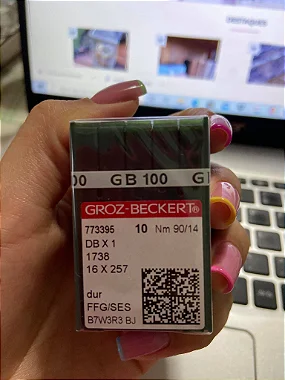 00 GB 100 G
GROZ-BECKERT®
773395 10 Nm 90/14
DB X 1
1738
16 X 257
dur
FFG/SES
B7W3R3 BJ